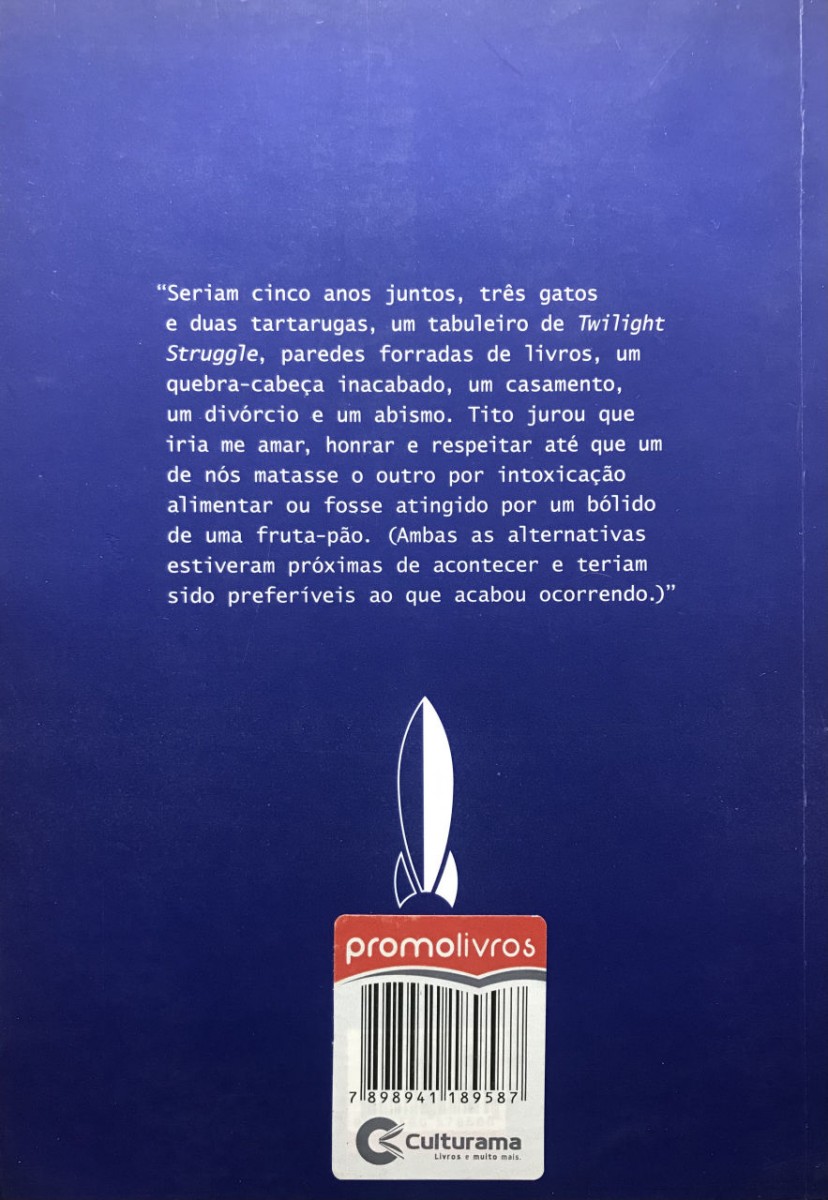 “Seriam cinco anos juntos, três gatos
e duas tartarugas, um tabuleiro de Twilight
Struggle, paredes forradas de livros, um
quebra-cabeça inacabado, um casamento,
um divórcio e um abismo. Tito jurou que
iria me amar, honrar e respeitar até que um
de nós matasse o outro por intoxicação
alimentar ou fosse atingido por um bólido
de uma fruta-pão. (Ambas as alternativas
estiveram próximas de acontecer e teriam
sido preferíveis ao que acabou ocorrendo.)”
promolivros
7 898941 189587
Culturama
Livros e muito mais.